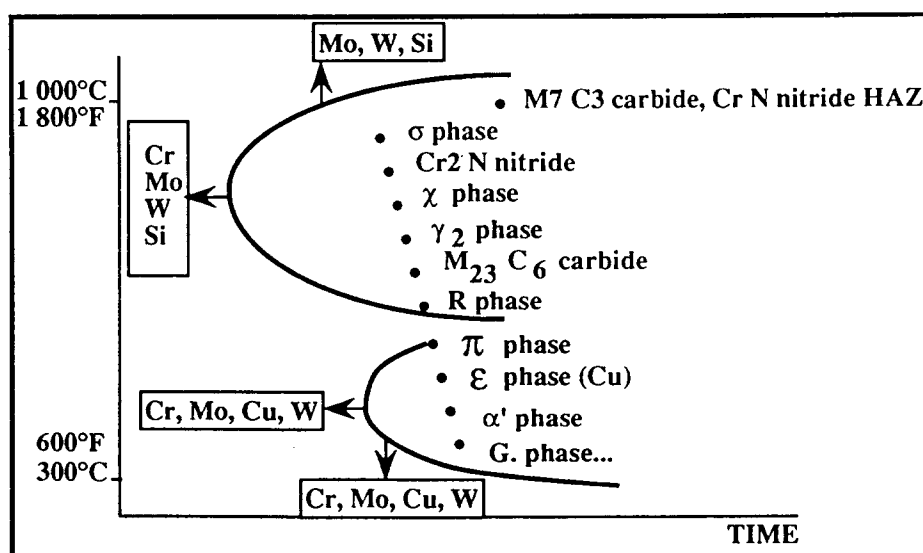 Mo, W, Si
1 000°C
1 800°F
M7 C3 carbide, Cr N nitride HAZ
σ phase
Cr2 N nitride
Cr
Mo
W
Si
χ phase
γ2 phase
M23 C6 carbide
R phase
π phase
ε phase (Cu)
Cr, Mo, Cu, W
α' phase
600°F
300°C
G. phase...
Cr, Mo, Cu, W
TIME